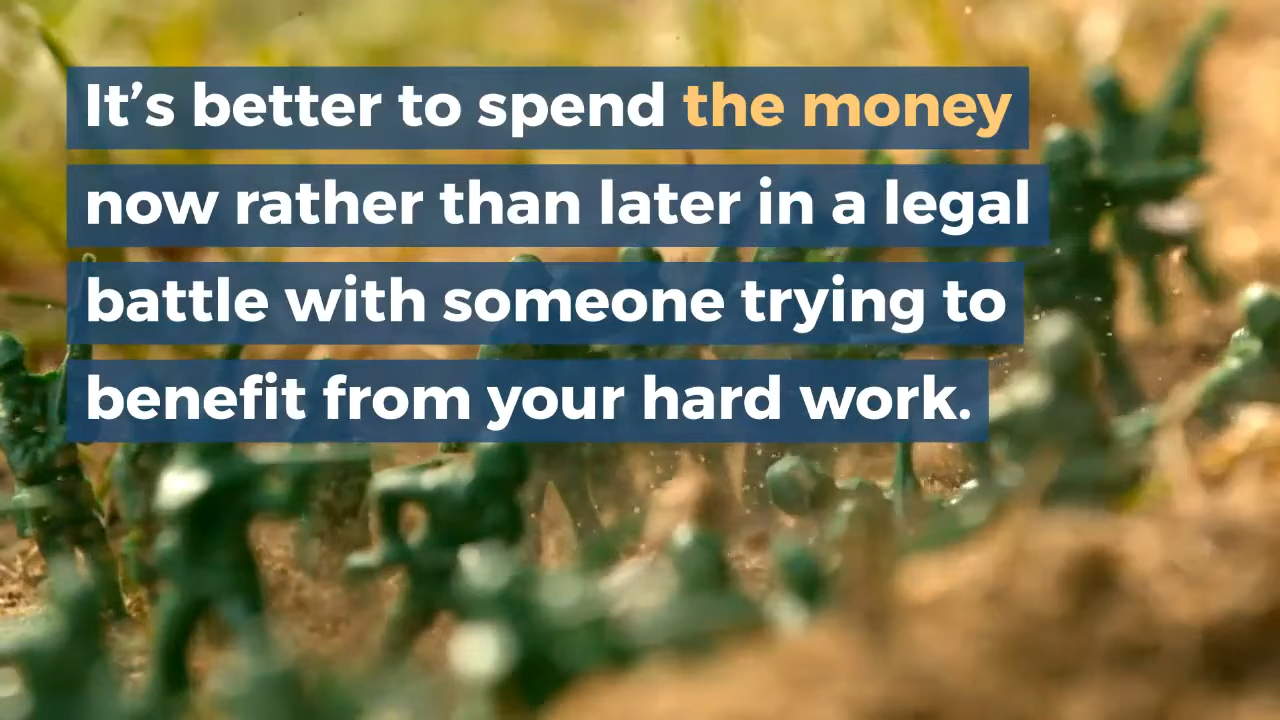 It’s better to spend the money
now rather than later in a legal
battle with someone trying to
benefit from your hard work.